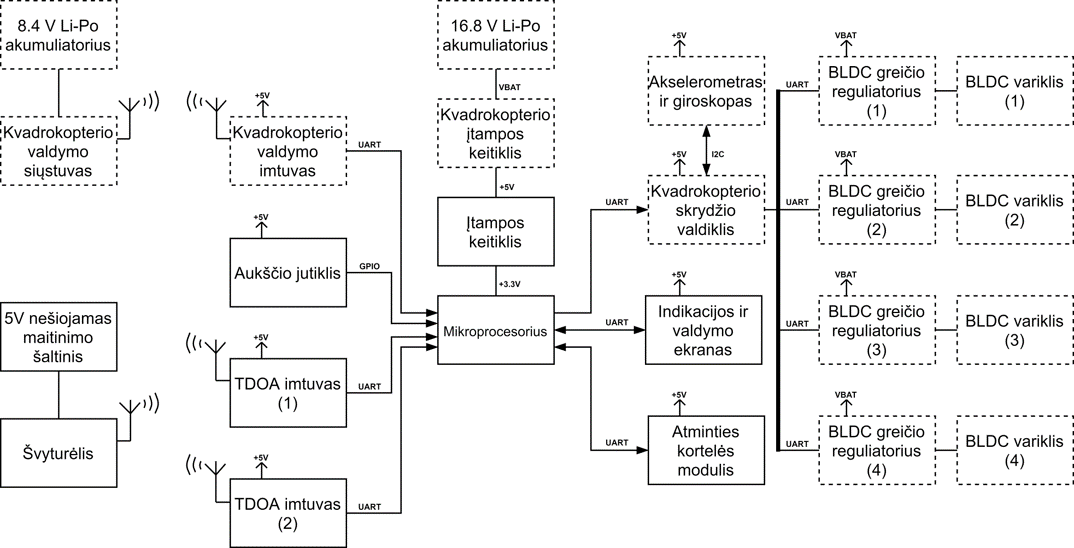 8.4 V Li-Po
akumuliatorius
Kvadrokopterio
valdymo
siųstuvas
5V nešiojamas
maitinimo
šaltinis
Švyturėlis
+5V
Kvadrokopterio
valdymo
imtuvas
UART
+5V
Aukščio jutiklis
GPIO
+5V
TDOA imtuvas
(1)
UART
+5V
TDOA imtuvas
(2)
UART
16.8 V Li-Po
akumuliatorius
VBAT
Kvadrokopterio
įtampos
keitiklis
+5V
Įtampos
keitiklis
+3.3V
Mikroprocesorius
+5V
Akselerometras
ir giroskopas
I2C
+5V
UART
Kvadrokopterio
skrydžio
valdiklis
+5V
UART
Indikacijos ir
valdymo
ekranas
+5V
UART
Atminties
kortelės
modulis
VBAT
UART
BLDC greičio
reguliatorius
(1)
BLDC variklis
(1)
VBAT
UART
BLDC greičio
reguliatorius
(2)
BLDC variklis
(2)
VBAT
UART
BLDC greičio
reguliatorius
(3)
BLDC variklis
(3)
VBAT
UART
BLDC greičio
reguliatorius
(4)
BLDC variklis
(4)